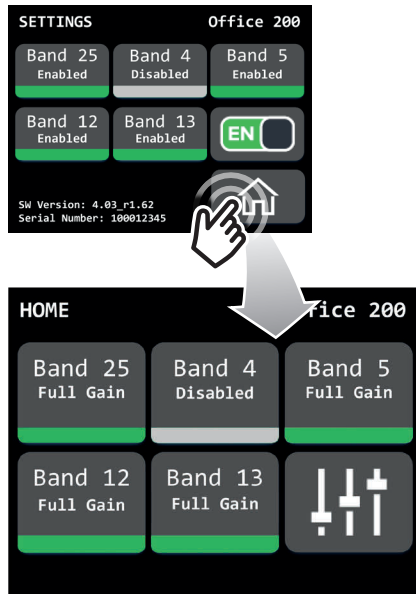 SETTINGS Office 200
Band 25 Band 4 Band 5
Enabled Disabled Enabled
Band 12 Band 13
Enabled Enabled EN
SW Version: 4.03_r1.62
Serial Number: 100012345
HOME fice 200
Band 25 Band 4 Band 5
Full Gain Disabled Full Gain
Band 12 Band 13
Full Gain Full Gain